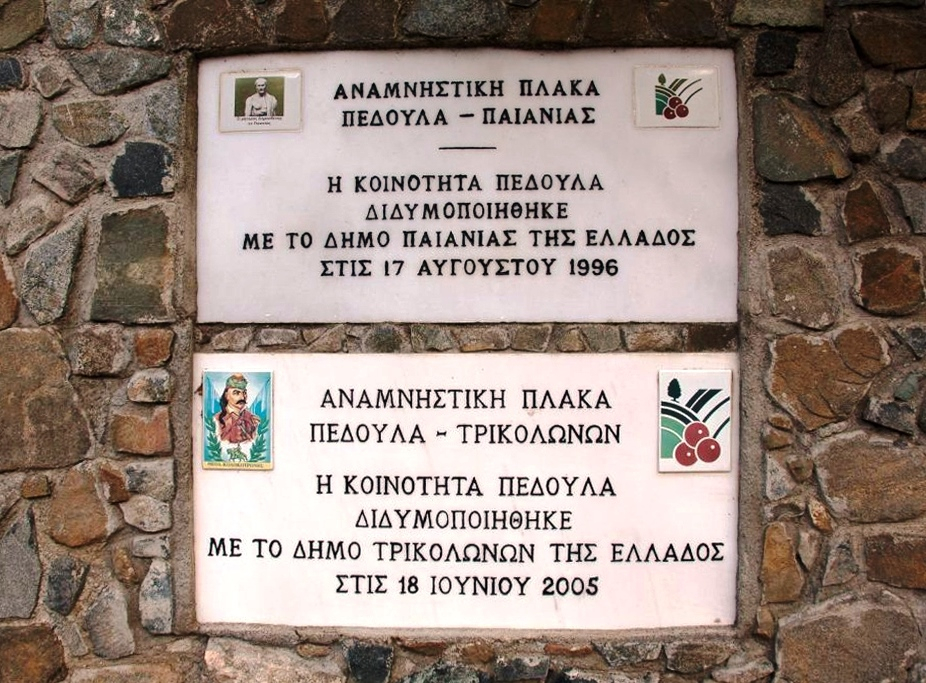 ΑΝΑΜΝΗΣΤΙΚΗ ΠΛΑΚΑ
ΠΕΔΟΥΛΑ – ΠΑΙΑΝΙΑΣ
Η ΚΟΙΝΟΤΗΤΑ ΠΕΔΟΥΛΑ
ΔΙΔΥΜΟΠΟΙΗΘΗΚΕ
ΜΕ ΤΟ ΔΗΜΟ ΠΑΙΑΝΙΑΣ ΤΗΣ ΕΛΛΑΔΟΣ
ΣΤΙΣ 17 ΑΥΓΟΥΣΤΟΥ 1996
ΑΝΑΜΝΗΣΤΙΚΗ ΠΛΑΚΑ
ΠΕΔΟΥΛΑ - ΤΡΙΚΟΛΩΝΩΝ
Η ΚΟΙΝΟΤΗΤΑ ΠΕΔΟΥΛΑ
ΔΙΔΥΜΟΠΟΙΗΘΗΚΕ
ΜΕ ΤΟ ΔΗΜΟ ΤΡΙΚΟΛΩΝΩΝ ΤΗΣ ΕΛΛΑΔΟΣ
ΣΤΙΣ 18 ΙΟΥΝΙΟΥ 2005